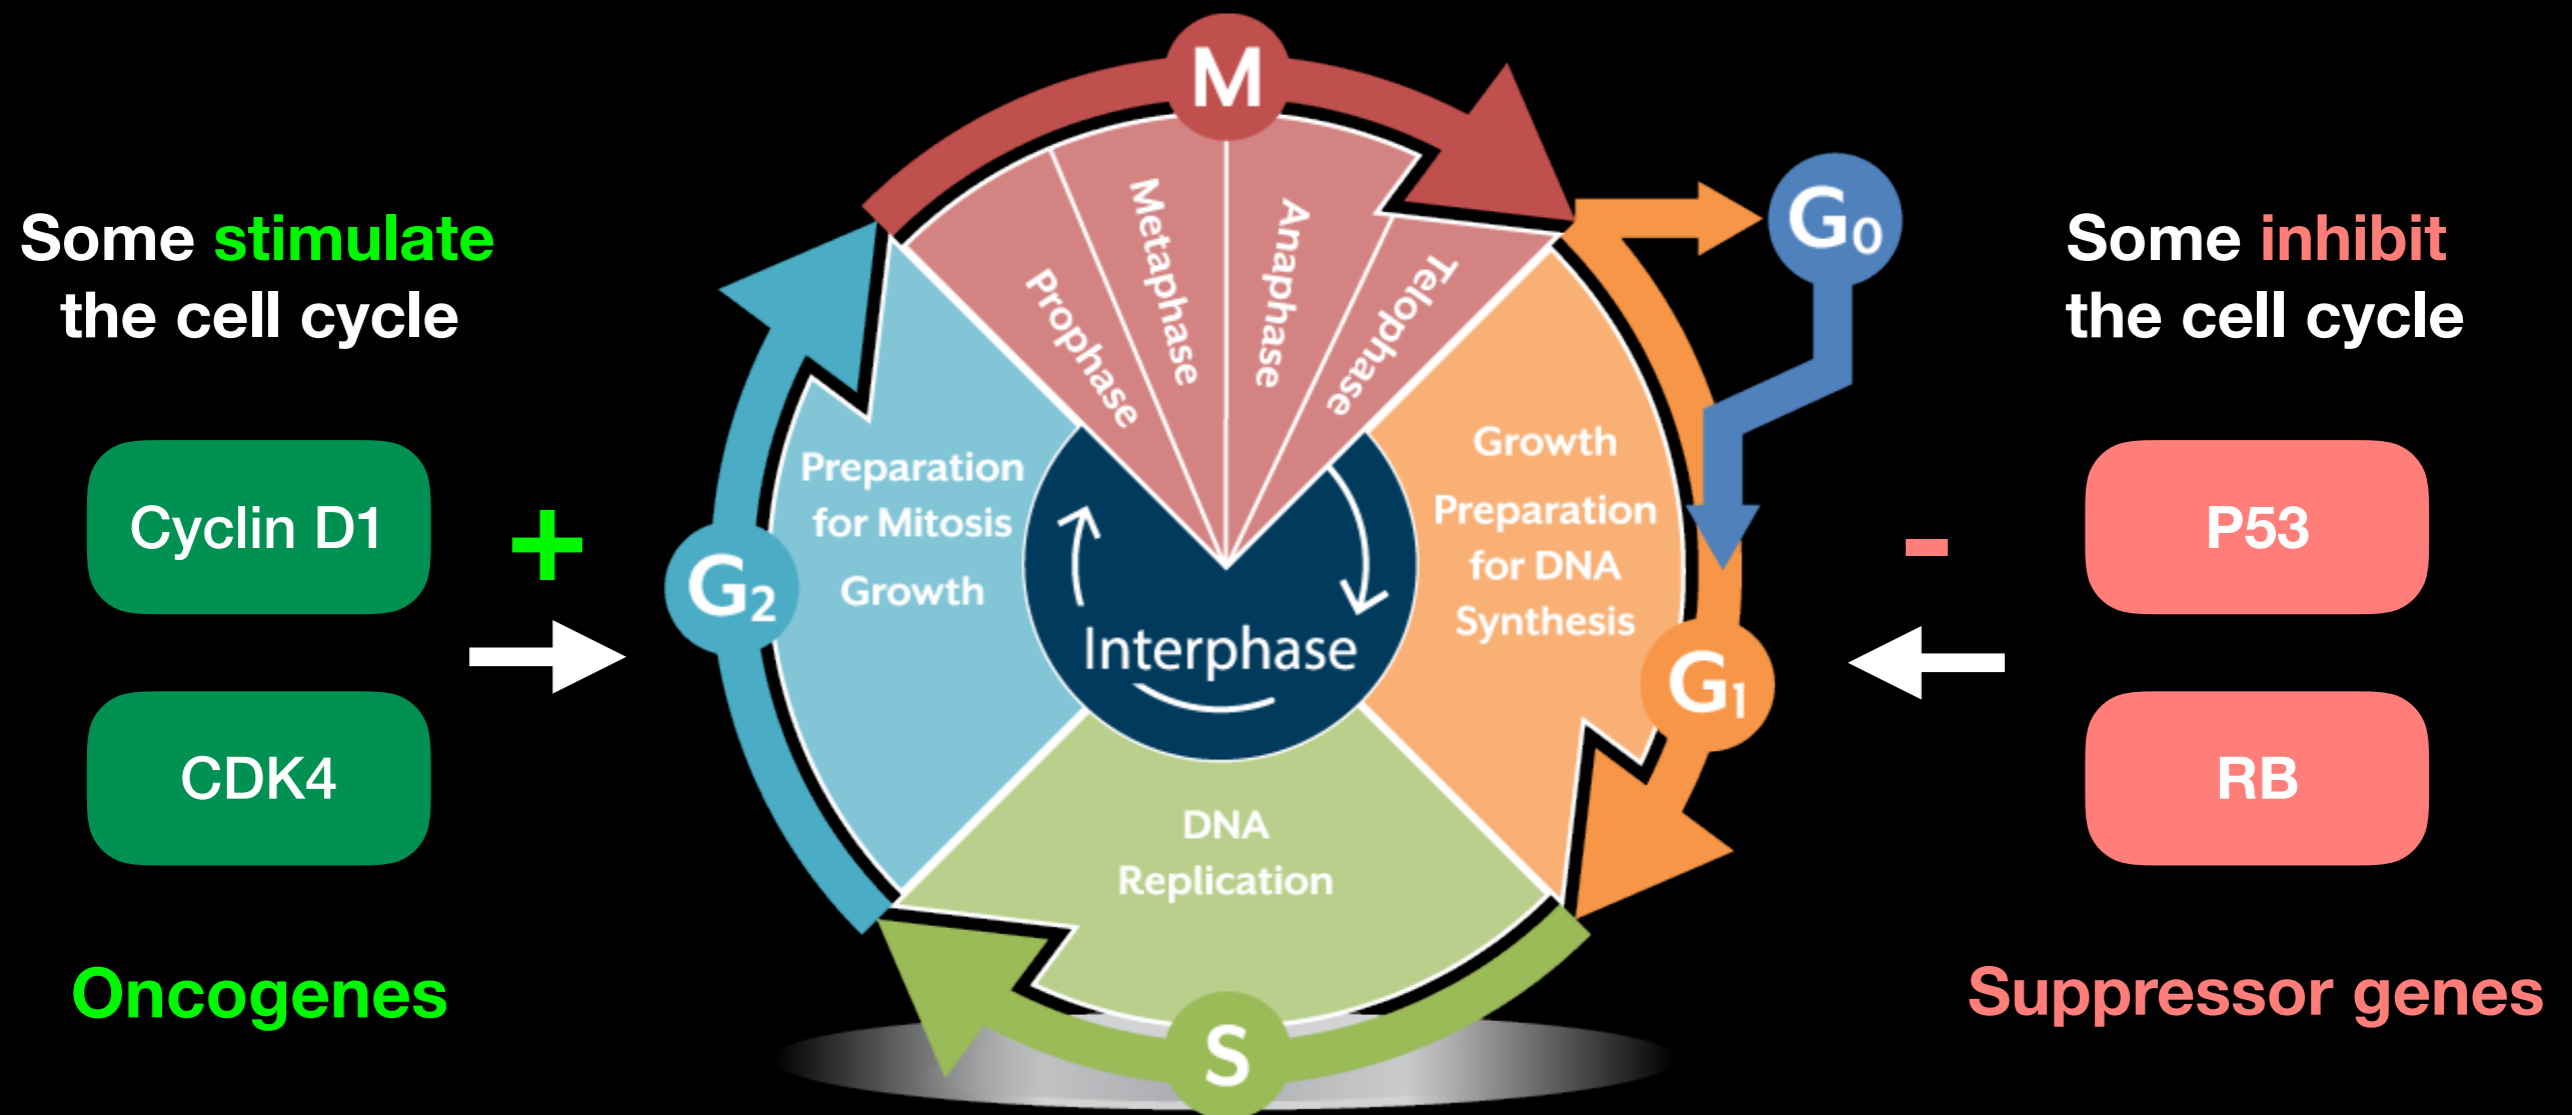 Some stimulate
the cell cycle
Cyclin D1
+
CDK4
Oncogenes
M
Prophase
Metaphase
Anaphase
Telophase
G0
G1
Growth
Preparation
for DNA
Synthesis
S
DNA
Replication
G2
Preparation
for Mitosis
Growth
Interphase
Some inhibit
the cell cycle
-
P53
RB
Suppressor genes